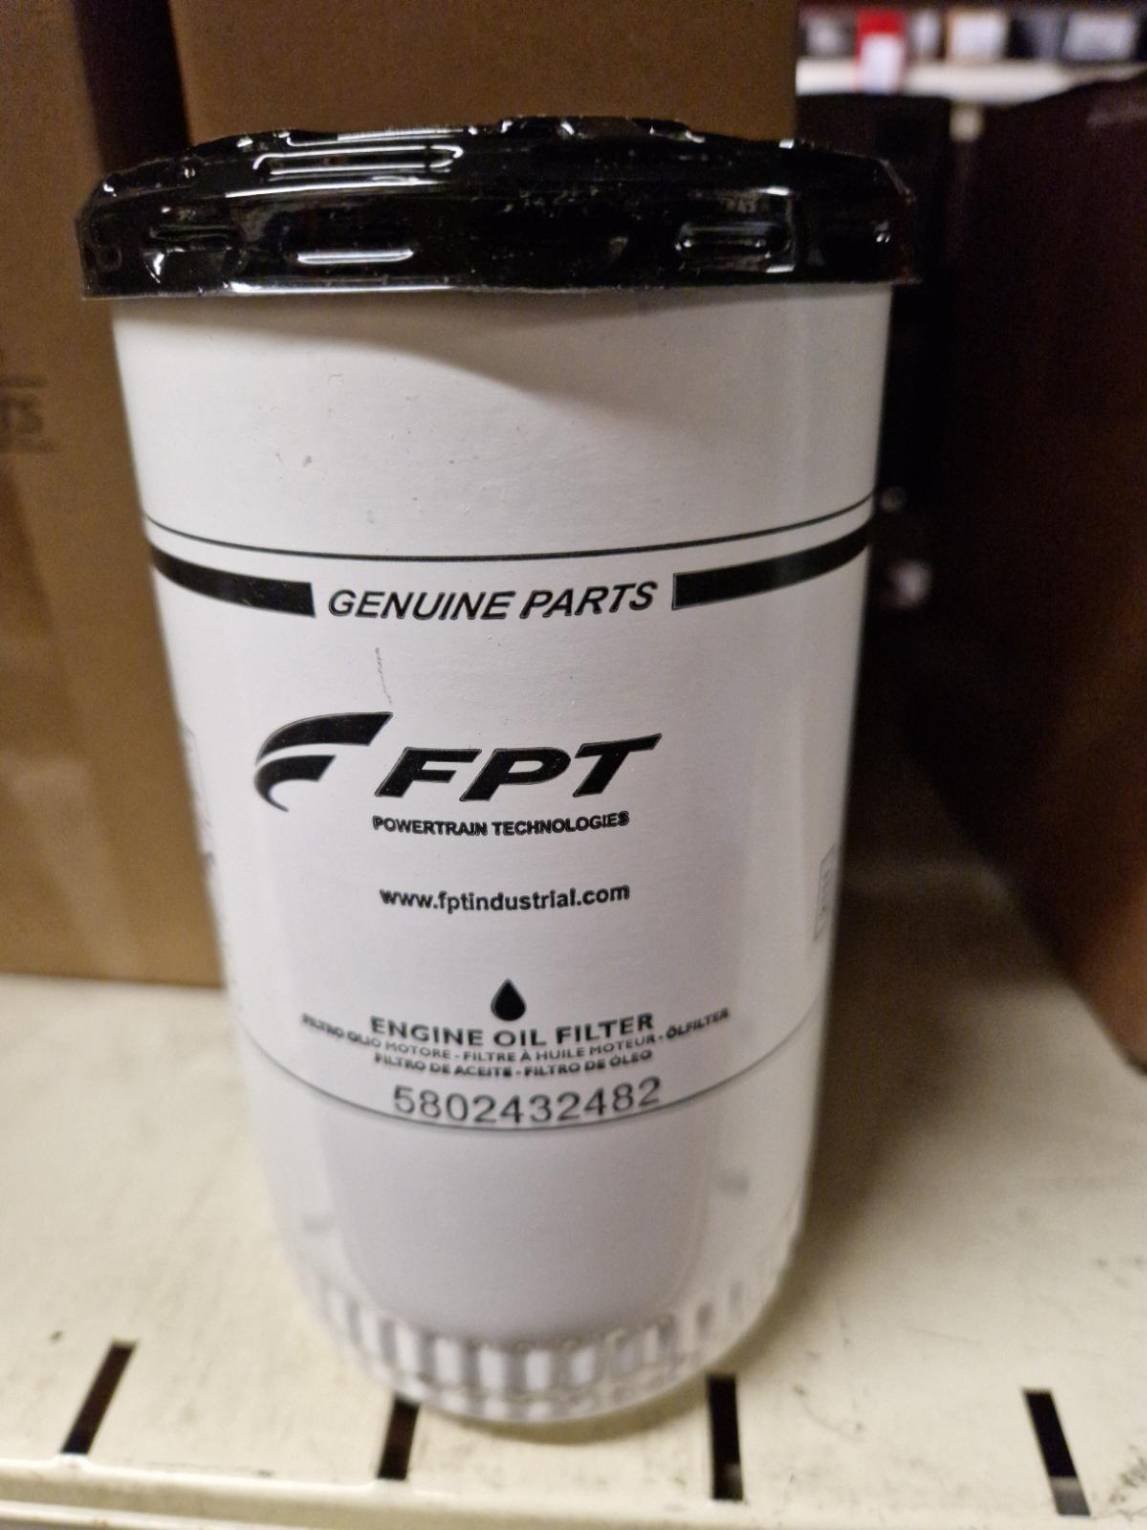 GENUINE PARTS
FPT
POWERTRAIN TECHNOLOGIES
www.fptindustrial.com
ENGINE OIL FILTER
FILTRO OLIO MOTORE - FILTRE À HUILE MOTEUR - ÖLFILTER
FILTRO DE ACEITE - FILTRO DE ÓLEO
5802432482